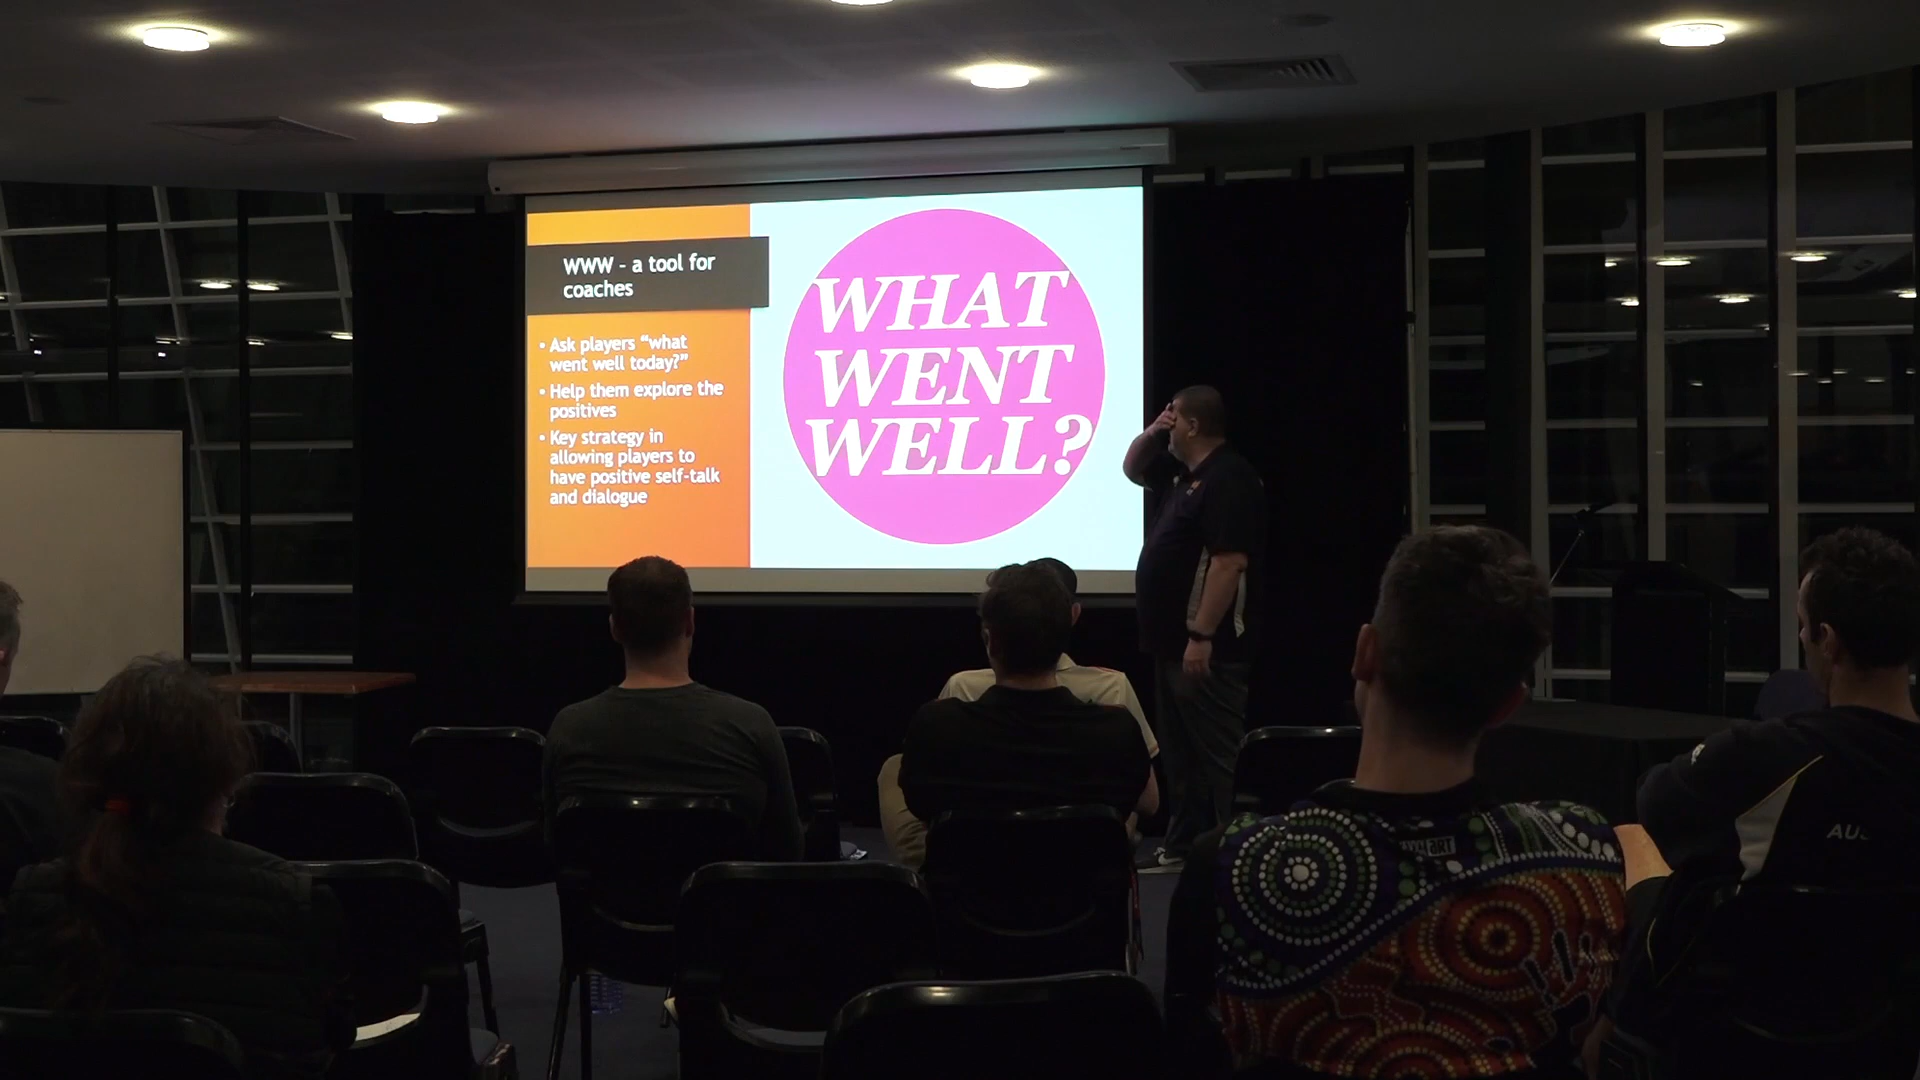 WWW - a tool for
coaches
• Ask players “what
went well today?”
• Help them explore the
positives
• Key strategy in
allowing players to
have positive self-talk
and dialogue
WHAT
WENT
WELL?
ART